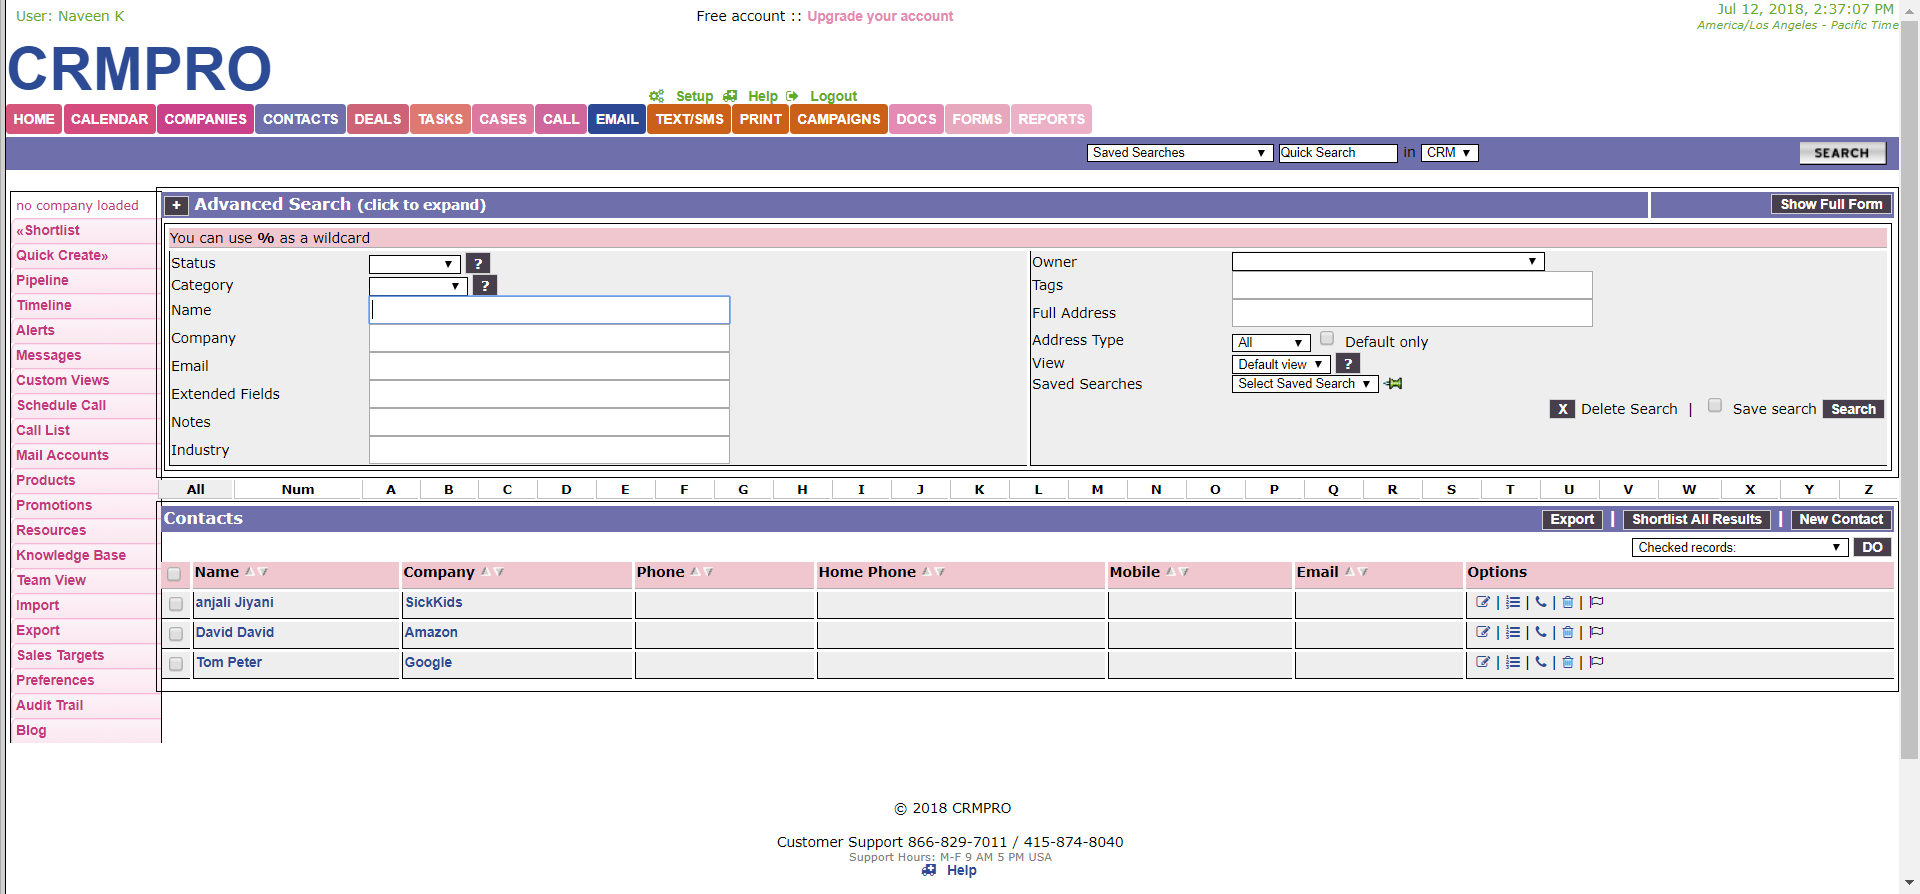 User: Naveen K
Free account :: Upgrade your account
Jul 12, 2018, 2:37:07 PM
America/Los Angeles - Pacific Time
CRMPRO
Setup Help Logout
HOME CALENDAR COMPANIES CONTACTS DEALS TASKS CASES CALL EMAIL TEXT/SMS PRINT CAMPAIGNS DOCS FORMS REPORTS
Saved Searches Quick Search in CRM SEARCH
no company loaded
«Shortlist
Quick Create»
Pipeline
Timeline
Alerts
Messages
Custom Views
Schedule Call
Call List
Mail Accounts
Products
Promotions
Resources
Knowledge Base
Team View
Import
Export
Sales Targets
Preferences
Audit Trail
Blog
+ Advanced Search (click to expand) Show Full Form
You can use % as a wildcard
Status ?
Category ?
Name
Company
Email
Extended Fields
Notes
Industry
Owner
Tags
Full Address
Address Type All Default only
View Default view ?
Saved Searches Select Saved Search
X Delete Search | Save search Search
All Num A B C D E F G H I J K L M N O P Q R S T U V W X Y Z
Contacts Export | Shortlist All Results | New Contact
Checked records: DO
Name Company Phone Home Phone Mobile Email Options
anjali Jiyani SickKids | | | |
David David Amazon | | | |
Tom Peter Google | | | |
© 2018 CRMPRO
Customer Support 866-829-7011 / 415-874-8040
Support Hours: M-F 9 AM 5 PM USA
Help